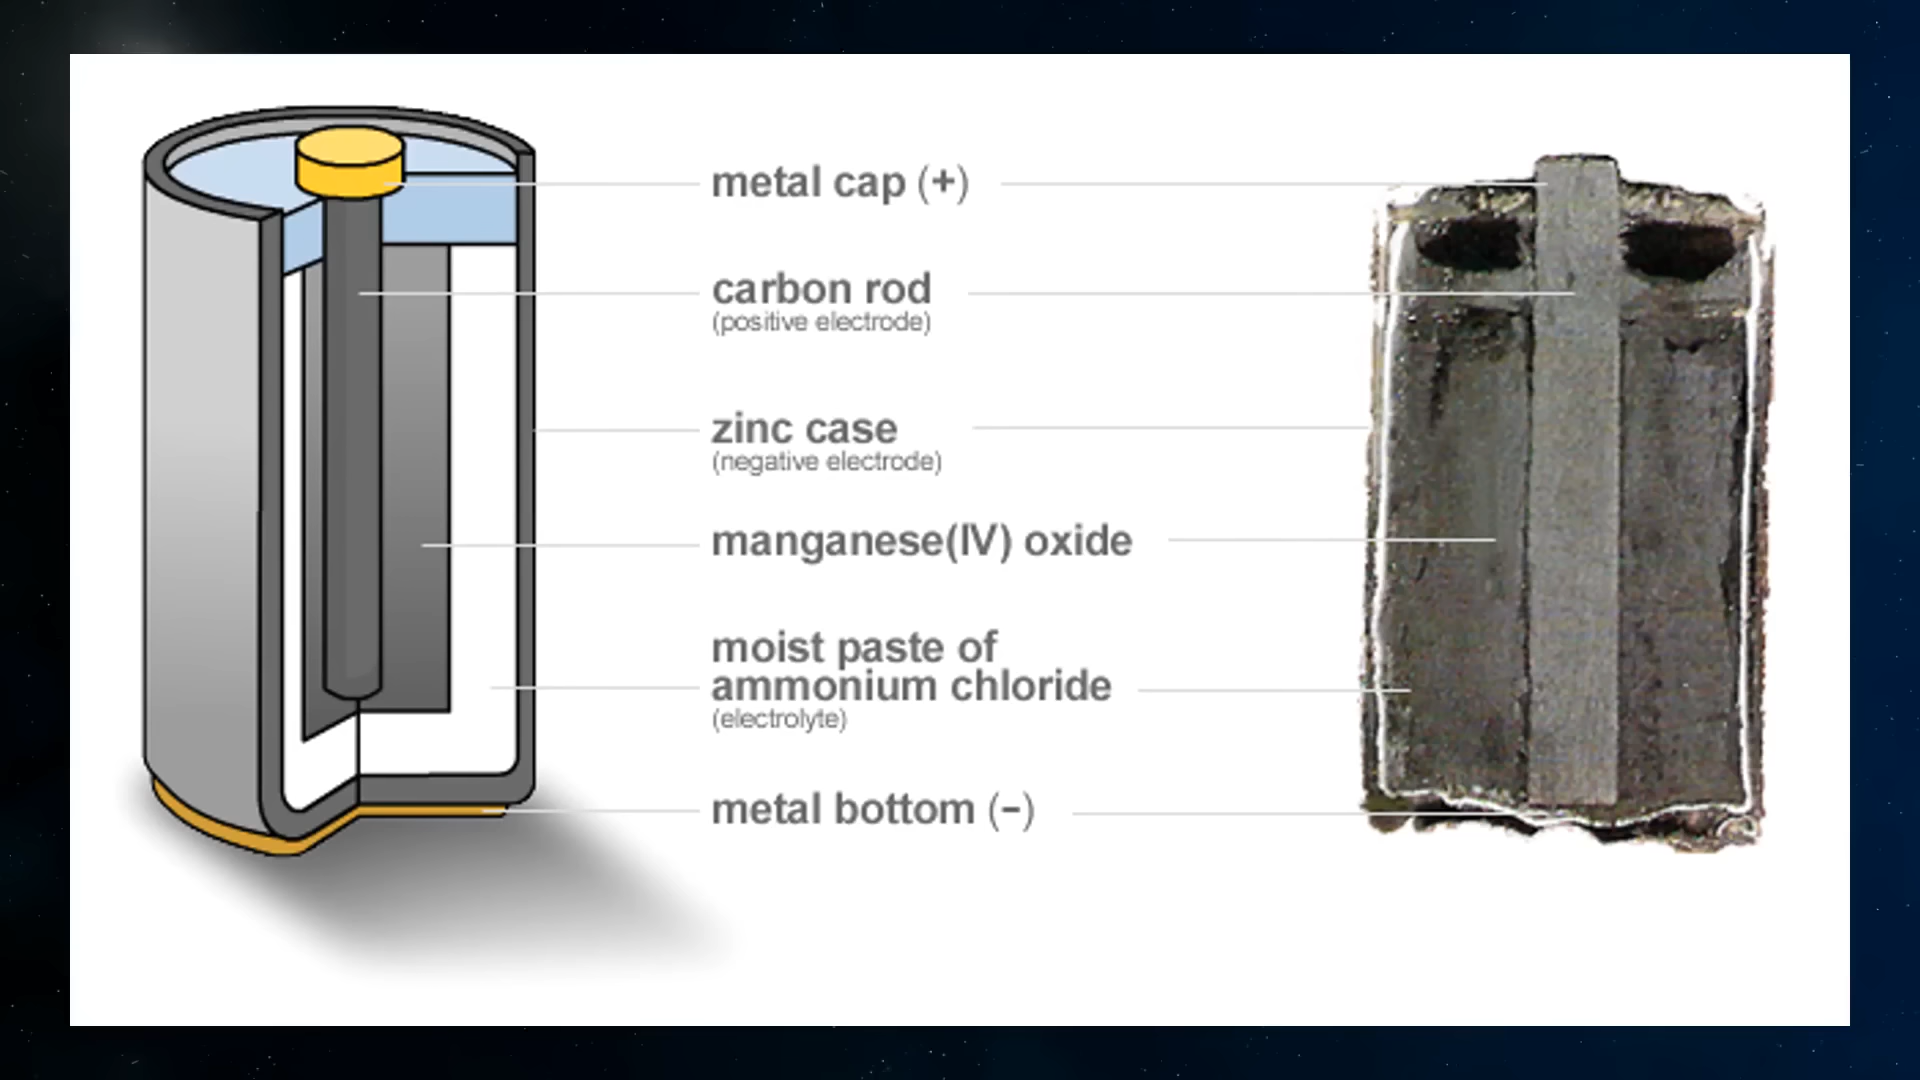 metal cap (+)
carbon rod
(positive electrode)
zinc case
(negative electrode)
manganese(IV) oxide
moist paste of
ammonium chloride
(electrolyte)
metal bottom (−)